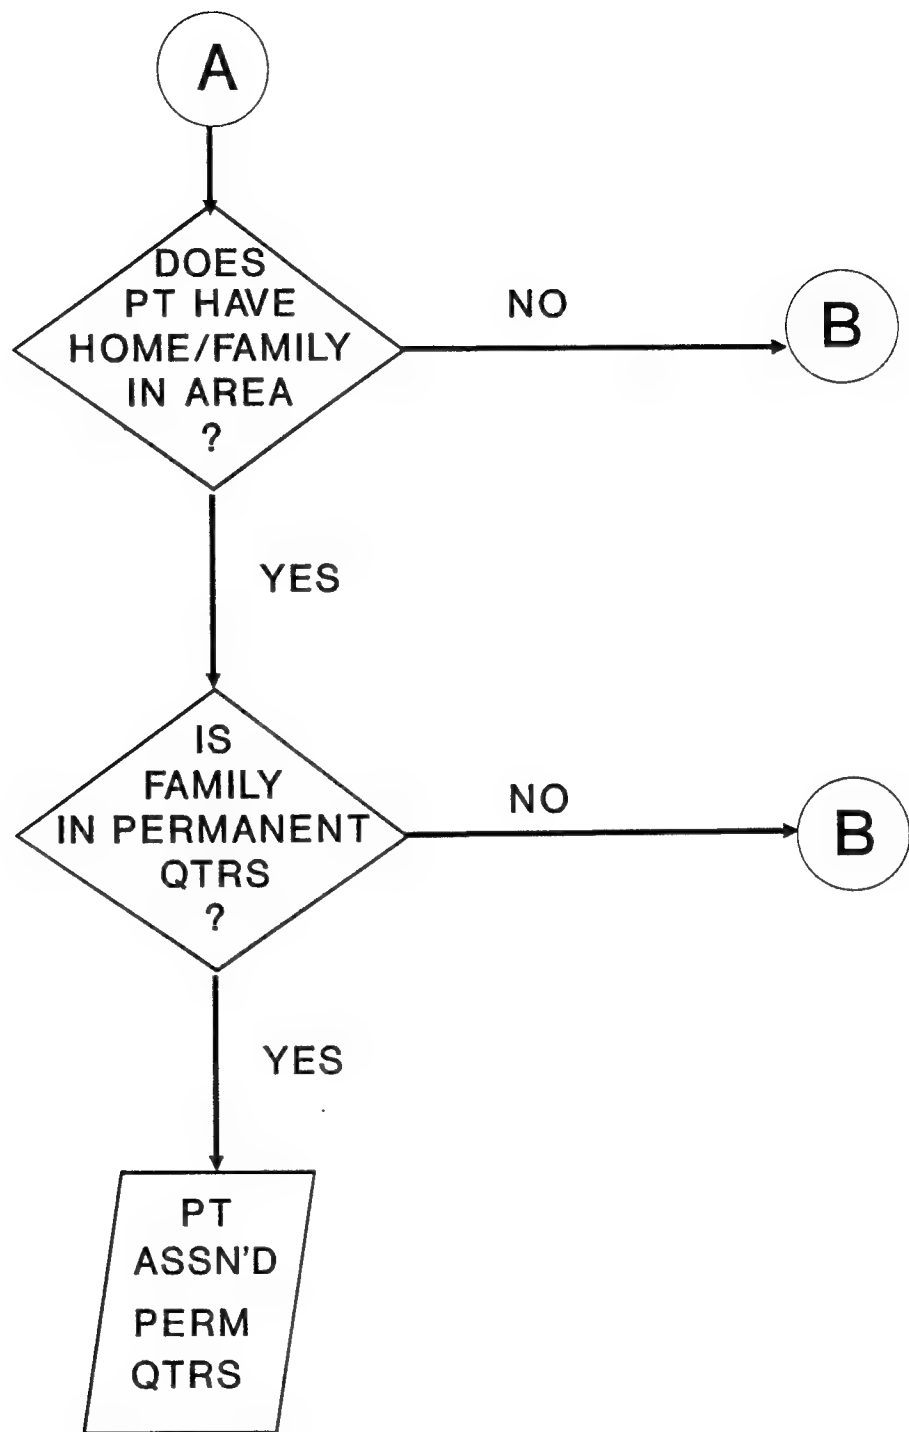 A
DOES
PT HAVE
HOME/FAMILY
IN AREA
?
NO
B
YES
IS
FAMILY
IN PERMANENT
QTRS
?
NO
B
YES
PT
ASSN'D
PERM
QTRS